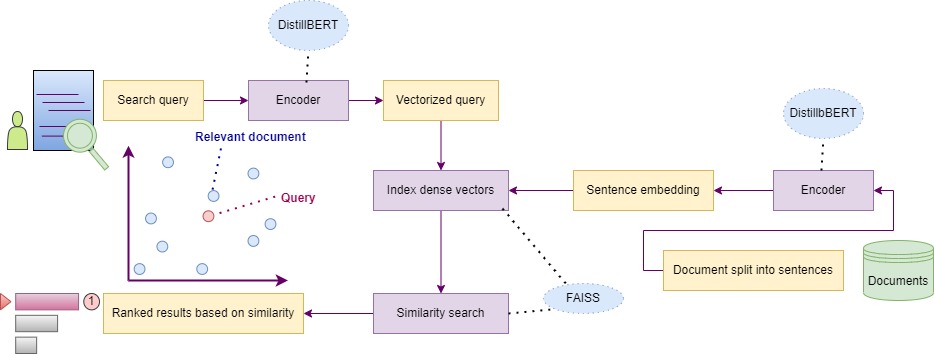 DistillBERT
Search query
Encoder
Vectorized query
DistillbBERT
Relevant document
Query
Index dense vectors
Sentence embedding
Encoder
Document split into sentences
Documents
FAISS
1
Ranked results based on similarity
Similarity search